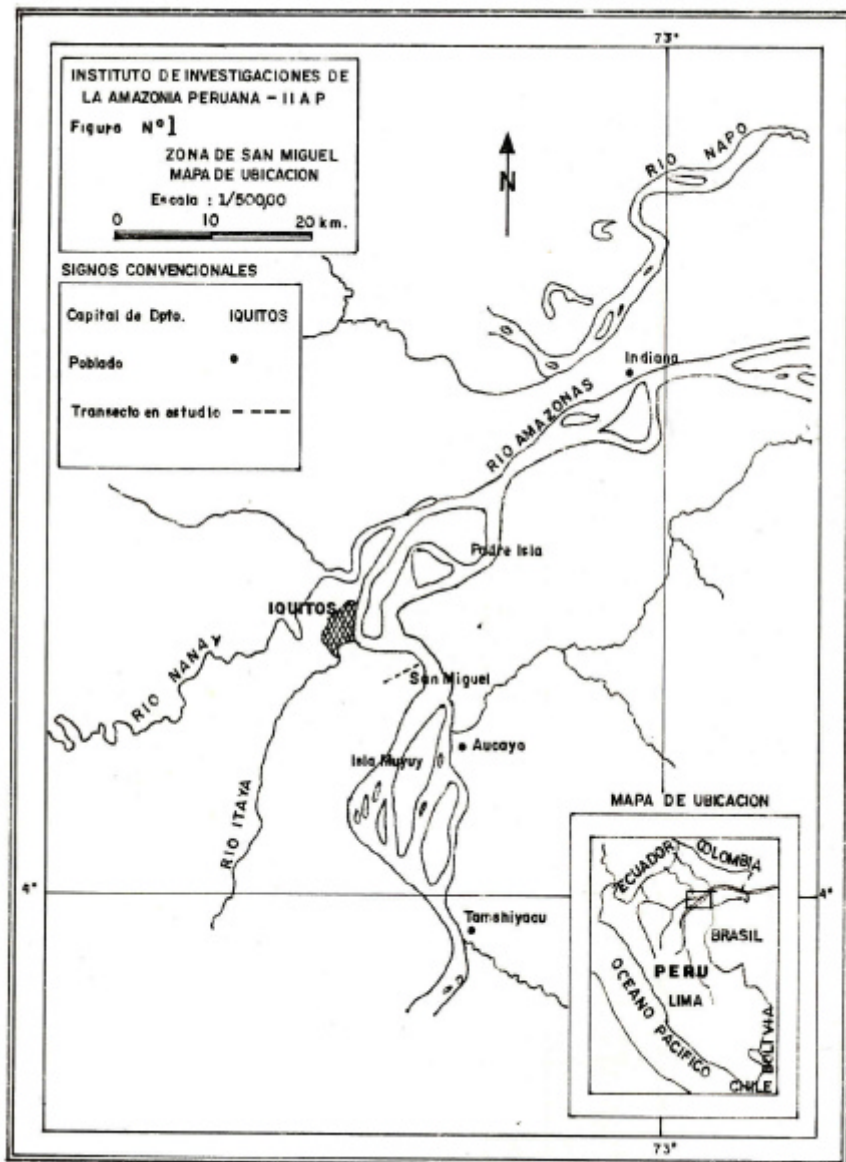 73°
INSTITUTO DE INVESTIGACIONES DE
LA AMAZONIA PERUANA - IIAP
Figura Nº1
ZONA DE SAN MIGUEL
MAPA DE UBICACION
Escala : 1/500,00
0 10 20 km.
N
RIO NAPO
SIGNOS CONVENCIONALES
Capital de Dpto. IQUITOS
Poblado
Transecto en estudio
Indiana
RIO AMAZONAS
Padre Isla
IQUITOS
RIO NANAY
San Miguel
Aucayo
Isla Muyuy
RIO ITAYA
4°
4°
Tamshiyacu
MAPA DE UBICACION
ECUADOR
COLOMBIA
BRASIL
PERU
LIMA
OCEANO PACIFICO
BOLIVIA
CHILE
73°